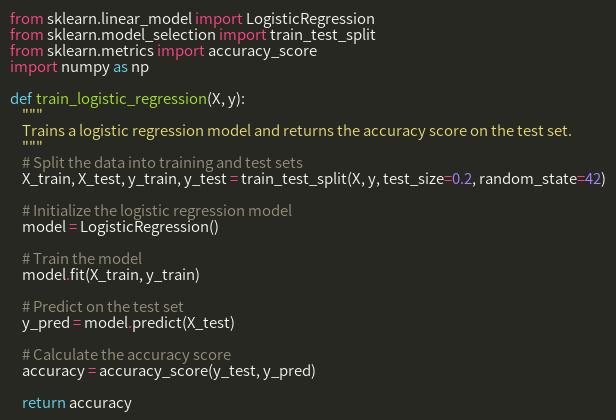 from sklearn.linear_model import LogisticRegression
from sklearn.model_selection import train_test_split
from sklearn.metrics import accuracy_score
import numpy as np

def train_logistic_regression(X, y):
    """
    Trains a logistic regression model and returns the accuracy score on the test set.
    """
    # Split the data into training and test sets
    X_train, X_test, y_train, y_test = train_test_split(X, y, test_size=0.2, random_state=42)

    # Initialize the logistic regression model
    model = LogisticRegression()

    # Train the model
    model.fit(X_train, y_train)

    # Predict on the test set
    y_pred = model.predict(X_test)

    # Calculate the accuracy score
    accuracy = accuracy_score(y_test, y_pred)

    return accuracy